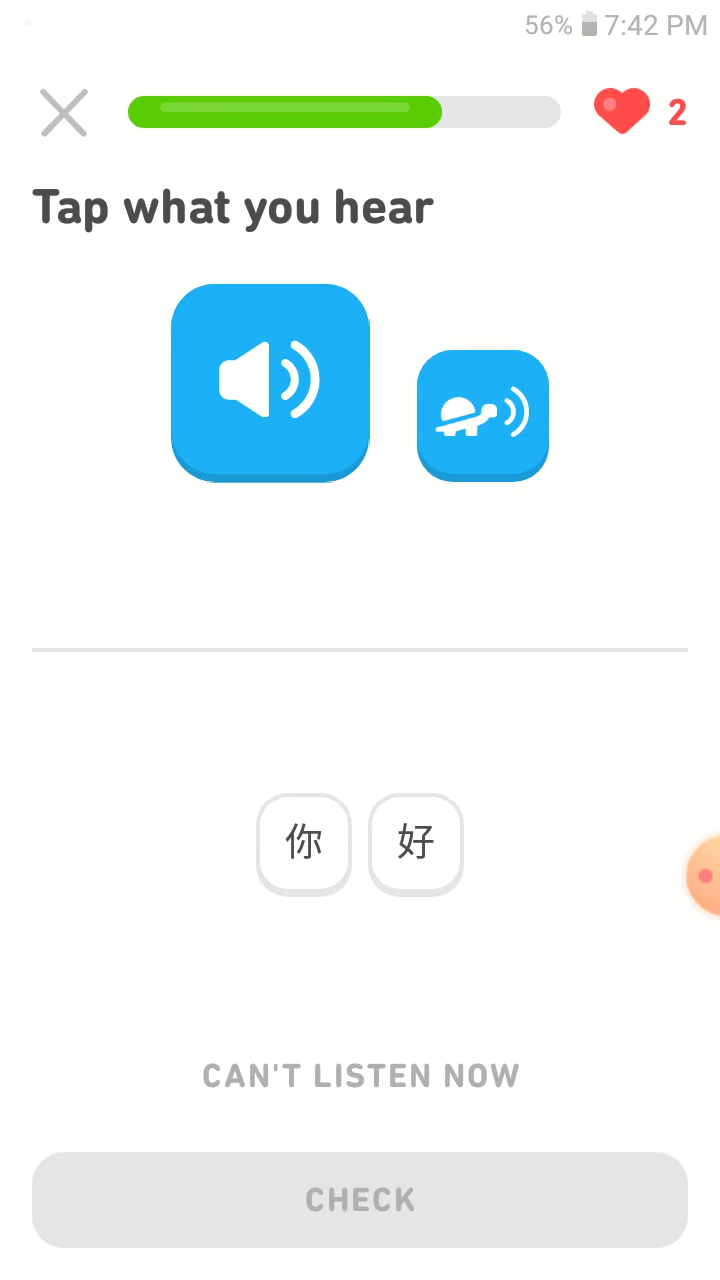 56% 7:42 PM
2
Tap what you hear
你 好
CAN'T LISTEN NOW
CHECK